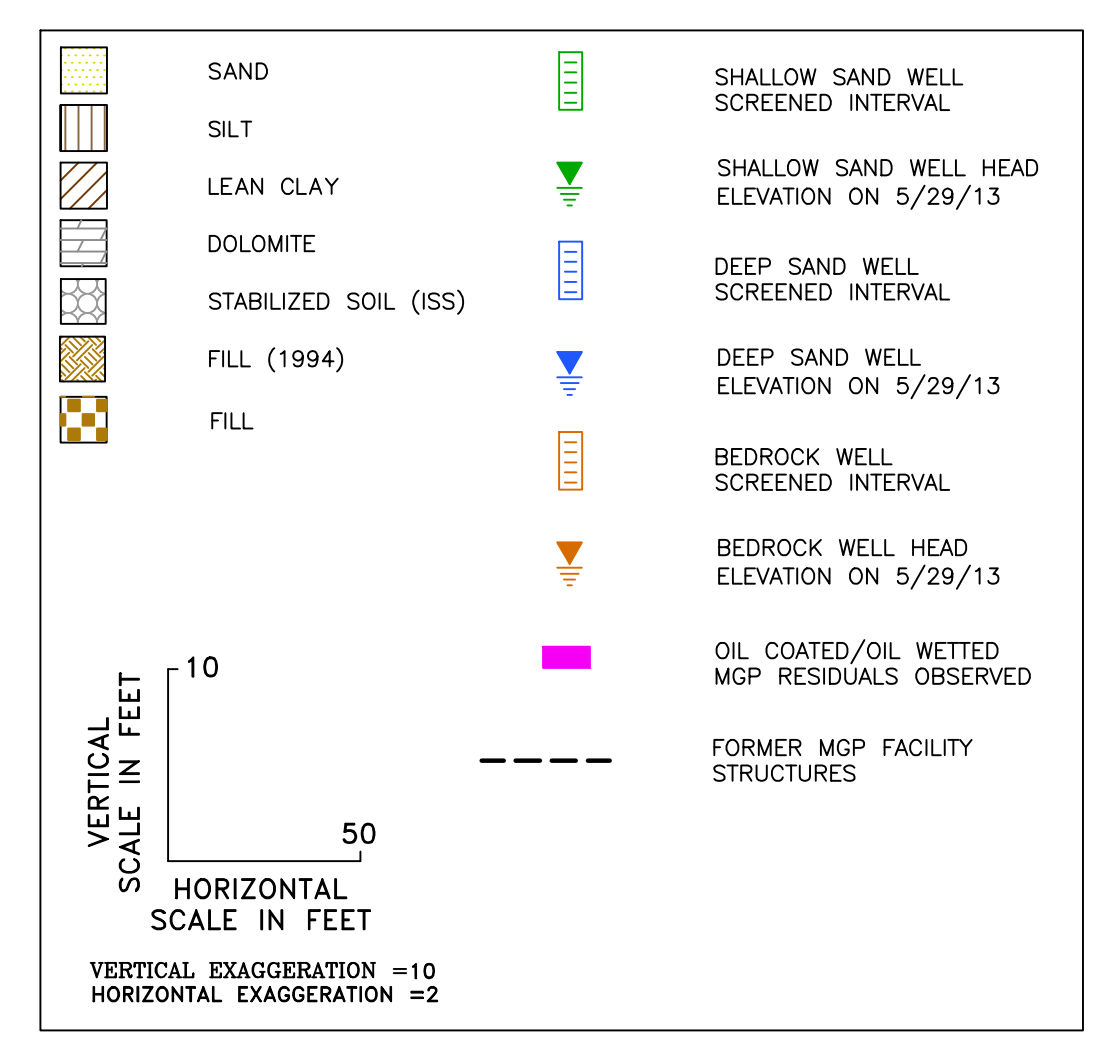 SAND
SILT
LEAN CLAY
DOLOMITE
STABILIZED SOIL (ISS)
FILL (1994)
FILL
SHALLOW SAND WELL
SCREENED INTERVAL
SHALLOW SAND WELL HEAD
ELEVATION ON 5/29/13
DEEP SAND WELL
SCREENED INTERVAL
DEEP SAND WELL
ELEVATION ON 5/29/13
BEDROCK WELL
SCREENED INTERVAL
BEDROCK WELL HEAD
ELEVATION ON 5/29/13
OIL COATED/OIL WETTED
MGP RESIDUALS OBSERVED
FORMER MGP FACILITY
STRUCTURES
10
VERTICAL
SCALE IN FEET
50
HORIZONTAL
SCALE IN FEET
VERTICAL EXAGGERATION =10
HORIZONTAL EXAGGERATION =2